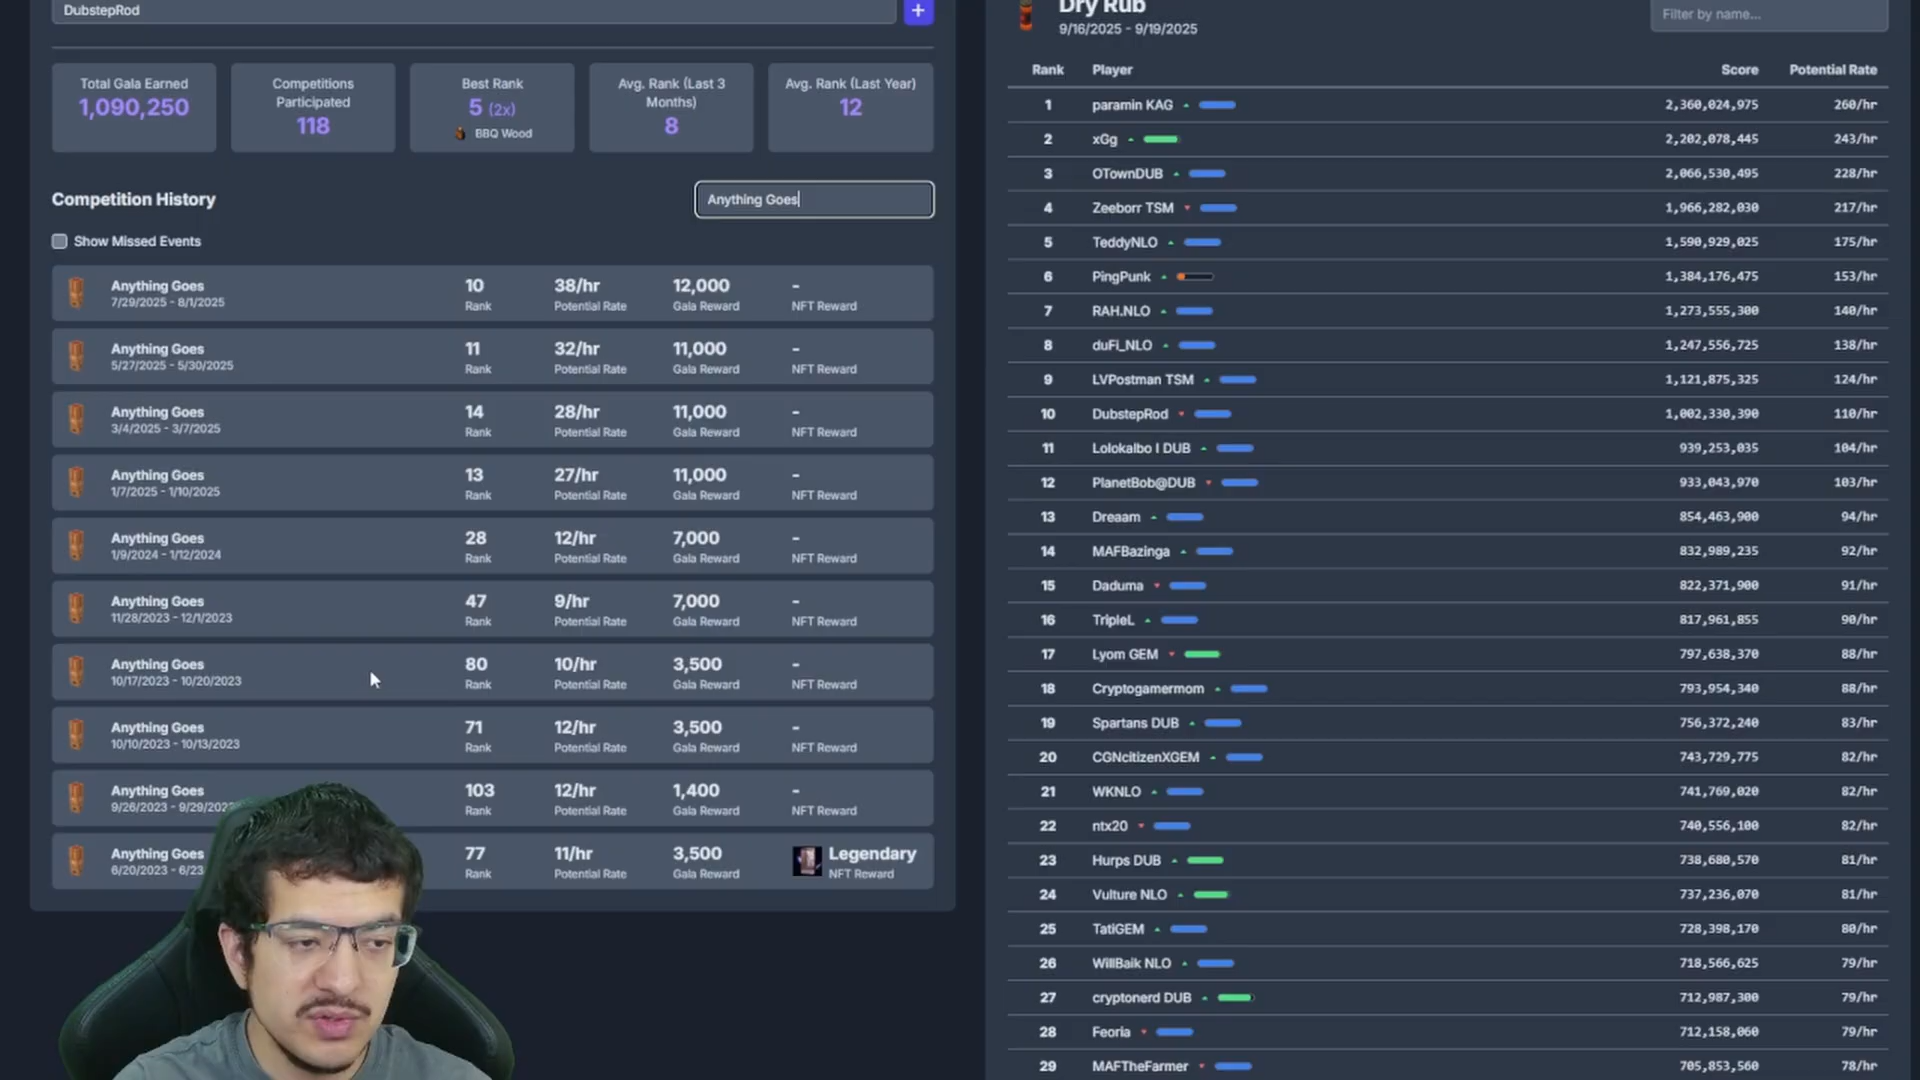 DubstepRod
+
Total Gala Earned
1,090,250
Competitions
Participated
118
Best Rank
5 (2x)
BBQ Wood
Avg. Rank (Last 3
Months)
8
Avg. Rank (Last Year)
12
Competition History
Anything Goes
Show Missed Events
Anything Goes 10 38/hr 12,000 -
7/29/2025 - 8/1/2025 Rank Potential Rate Gala Reward NFT Reward
Anything Goes 11 32/hr 11,000 -
5/27/2025 - 5/30/2025 Rank Potential Rate Gala Reward NFT Reward
Anything Goes 14 28/hr 11,000 -
3/4/2025 - 3/7/2025 Rank Potential Rate Gala Reward NFT Reward
Anything Goes 13 27/hr 11,000 -
1/7/2025 - 1/10/2025 Rank Potential Rate Gala Reward NFT Reward
Anything Goes 28 12/hr 7,000 -
1/9/2024 - 1/12/2024 Rank Potential Rate Gala Reward NFT Reward
Anything Goes 47 9/hr 7,000 -
11/28/2023 - 12/1/2023 Rank Potential Rate Gala Reward NFT Reward
Anything Goes 80 10/hr 3,500 -
10/17/2023 - 10/20/2023 Rank Potential Rate Gala Reward NFT Reward
Anything Goes 71 12/hr 3,500 -
10/10/2023 - 10/13/2023 Rank Potential Rate Gala Reward NFT Reward
Anything Goes 103 12/hr 1,400 -
9/26/2023 - 9/29/202 Rank Potential Rate Gala Reward NFT Reward
Anything Goes 77 11/hr 3,500 Legendary
6/20/2023 - 6/23 Rank Potential Rate Gala Reward NFT Reward
Dry Rub
9/16/2025 - 9/19/2025
Filter by name...
Rank Player Score Potential Rate
1 paramin KAG 2,360,024,975 260/hr
2 xGg 2,202,078,445 243/hr
3 OTownDUB 2,066,530,495 228/hr
4 Zeeborr TSM 1,966,282,030 217/hr
5 TeddyNLO 1,590,929,025 175/hr
6 PingPunk 1,384,176,475 153/hr
7 RAH.NLO 1,273,555,300 140/hr
8 duFi_NLO 1,247,556,725 138/hr
9 LVPostman TSM 1,121,875,325 124/hr
10 DubstepRod 1,002,330,390 110/hr
11 Lolokalbo I DUB 939,253,035 104/hr
12 PlanetBob@DUB 933,043,970 103/hr
13 Dreaam 854,463,900 94/hr
14 MAFBazinga 832,989,235 92/hr
15 Daduma 822,371,900 91/hr
16 TripleL 817,961,855 90/hr
17 Lyom GEM 797,638,370 88/hr
18 Cryptogamermom 793,954,340 88/hr
19 Spartans DUB 756,372,240 83/hr
20 CGNcitizenXGEM 743,729,775 82/hr
21 WKNLO 741,769,020 82/hr
22 ntx20 740,556,100 82/hr
23 Hurps DUB 738,680,570 81/hr
24 Vulture NLO 737,236,070 81/hr
25 TatiGEM 728,398,170 80/hr
26 WillBaik NLO 718,566,625 79/hr
27 cryptonerd DUB 712,987,300 79/hr
28 Feoria 712,158,060 79/hr
29 MAFTheFarmer 705,853,560 78/hr